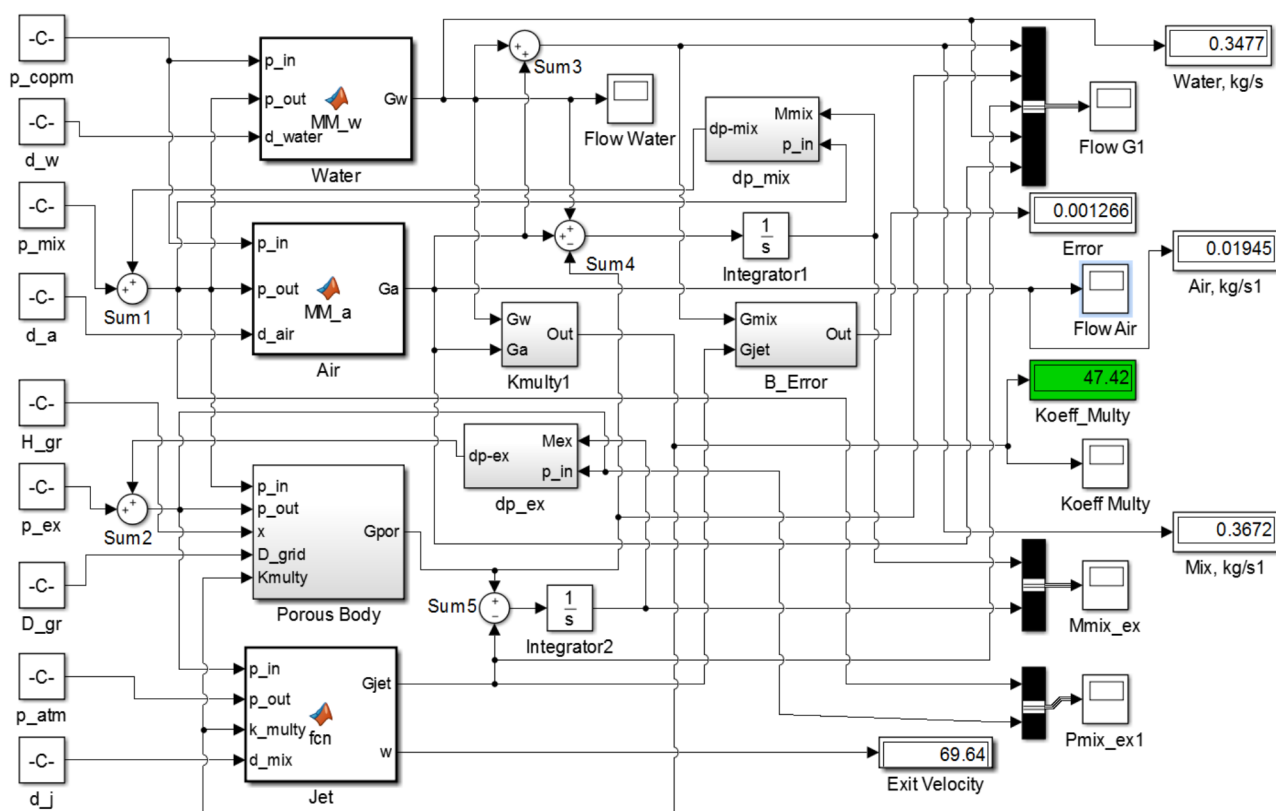 -C-
p_copm
-C-
d_w
-C-
p_mix
-C-
d_a
-C-
H_gr
-C-
p_ex
-C-
D_gr
-C-
p_atm
-C-
d_j
p_in
p_out
d_water
MM_w
Gw
Water
p_in
p_out
d_air
MM_a
Ga
Air
+
+
Sum1
+
+
Sum2
p_in
p_out
x
D_grid
Kmulty
Gpor
Porous Body
p_in
p_out
k_multy
d_mix
fcn
Gjet
w
Jet
+
+
Sum3
Flow Water
dp-mix
Mmix
p_in
dp_mix
+
+
−
Sum4
1
s
Integrator1
Gw
Ga
Out
Kmulty1
Gmix
Gjet
Out
B_Error
dp-ex
Mex
p_in
dp_ex
+
−
Sum5
1
s
Integrator2
Flow G1
0.3477
Water, kg/s
0.001266
Error
0.01945
Air, kg/s1
Flow Air
47.42
Koeff_Multy
Koeff Multy
0.3672
Mix, kg/s1
Mmix_ex
Pmix_ex1
69.64
Exit Velocity